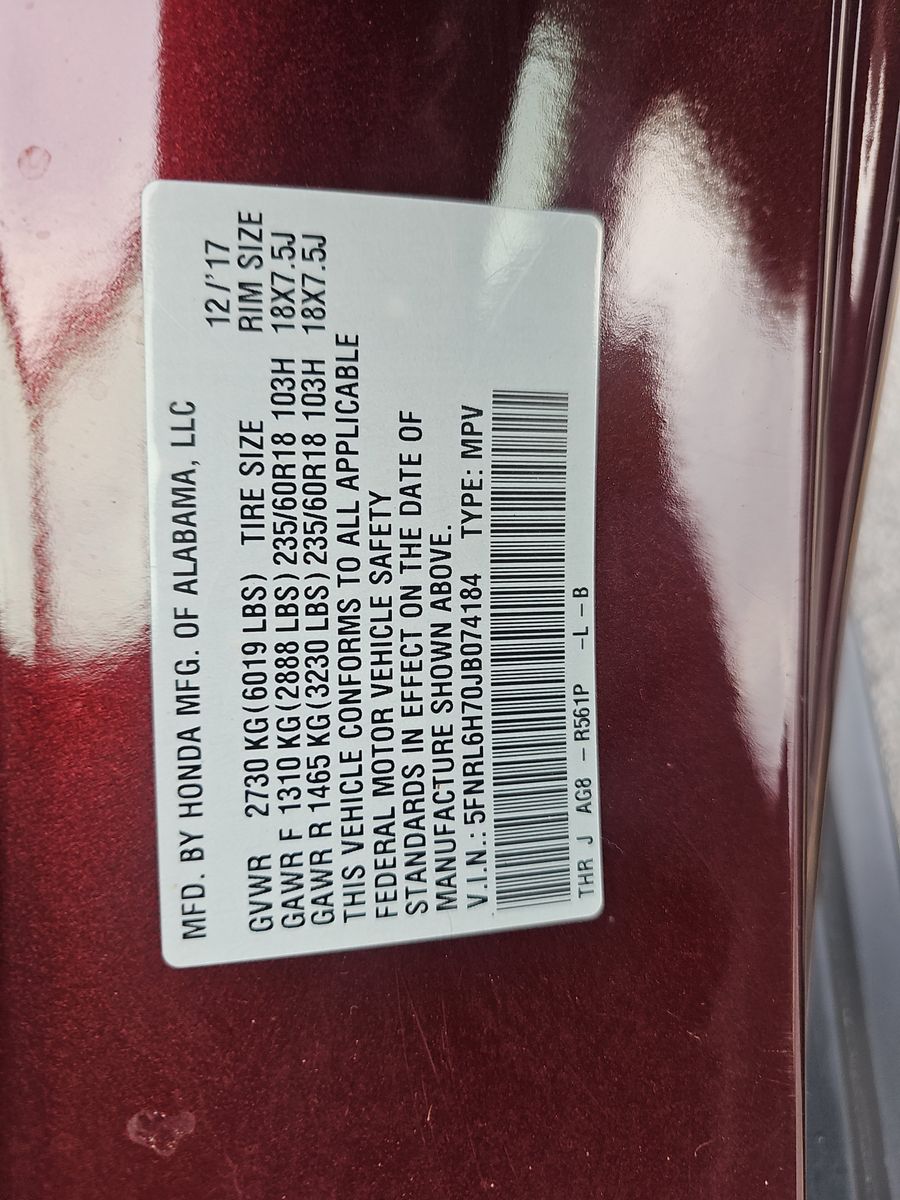 MFD. BY HONDA MFG. OF ALABAMA, LLC
12/'17
GVWR 2730 KG (6019 LBS) TIRE SIZE RIM SIZE
GAWR F 1310 KG (2888 LBS) 235/60R18 103H 18X7.5J
GAWR R 1465 KG (3230 LBS) 235/60R18 103H 18X7.5J
THIS VEHICLE CONFORMS TO ALL APPLICABLE
FEDERAL MOTOR VEHICLE SAFETY
STANDARDS IN EFFECT ON THE DATE OF
MANUFACTURE SHOWN ABOVE.
V.I.N.: 5FNRL6H70JB074184 TYPE: MPV
THR J AG8 - R561P -L -B